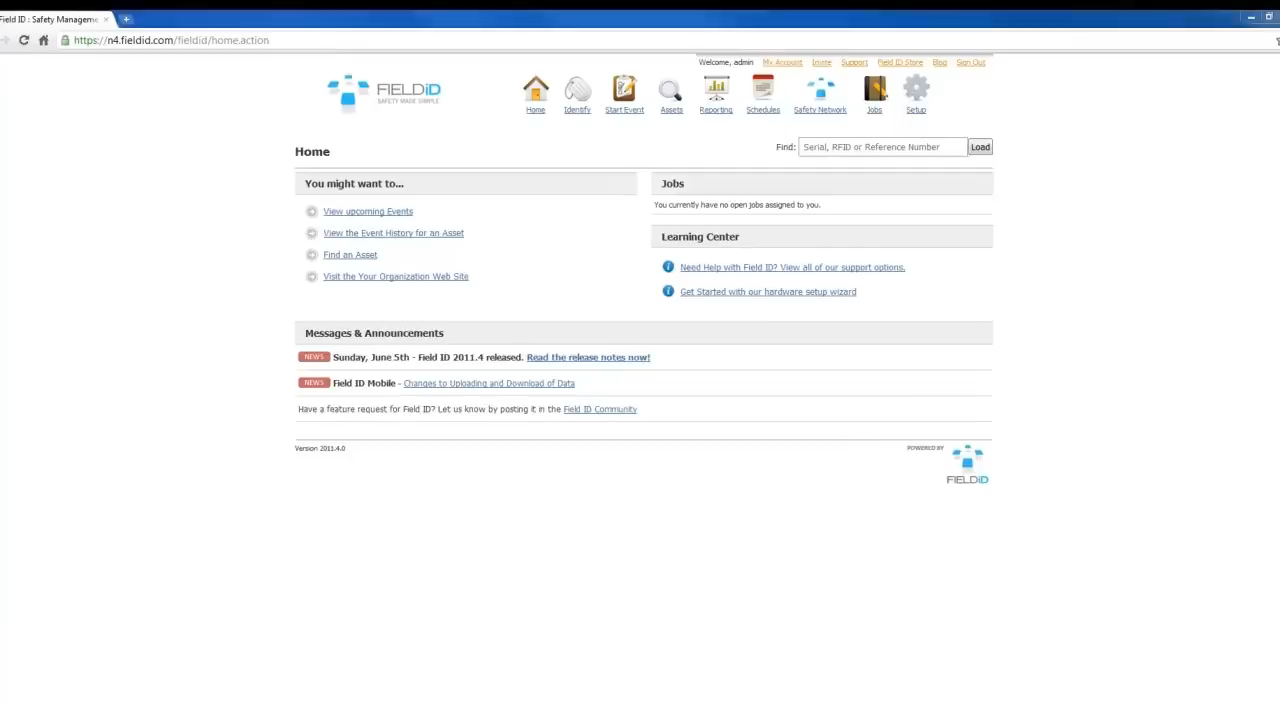 Field ID : Safety Manageme
https://n4.fieldid.com/fieldid/home.action
Welcome, admin My Account Invite Support Field ID Store Blog Sign Out
FIELDiD
SAFETY MADE SIMPLE
Home Identify Start Event Assets Reporting Schedules Safety Network Jobs Setup
Home
Find: Serial, RFID or Reference Number Load
You might want to...
View upcoming Events
View the Event History for an Asset
Find an Asset
Visit the Your Organization Web Site
Jobs
You currently have no open jobs assigned to you.
Learning Center
Need Help with Field ID? View all of our support options.
Get Started with our hardware setup wizard
Messages & Announcements
NEWS Sunday, June 5th - Field ID 2011.4 released. Read the release notes now!
NEWS Field ID Mobile - Changes to Uploading and Download of Data
Have a feature request for Field ID? Let us know by posting it in the Field ID Community
Version 2011.4.0
POWERED BY
FIELDiD